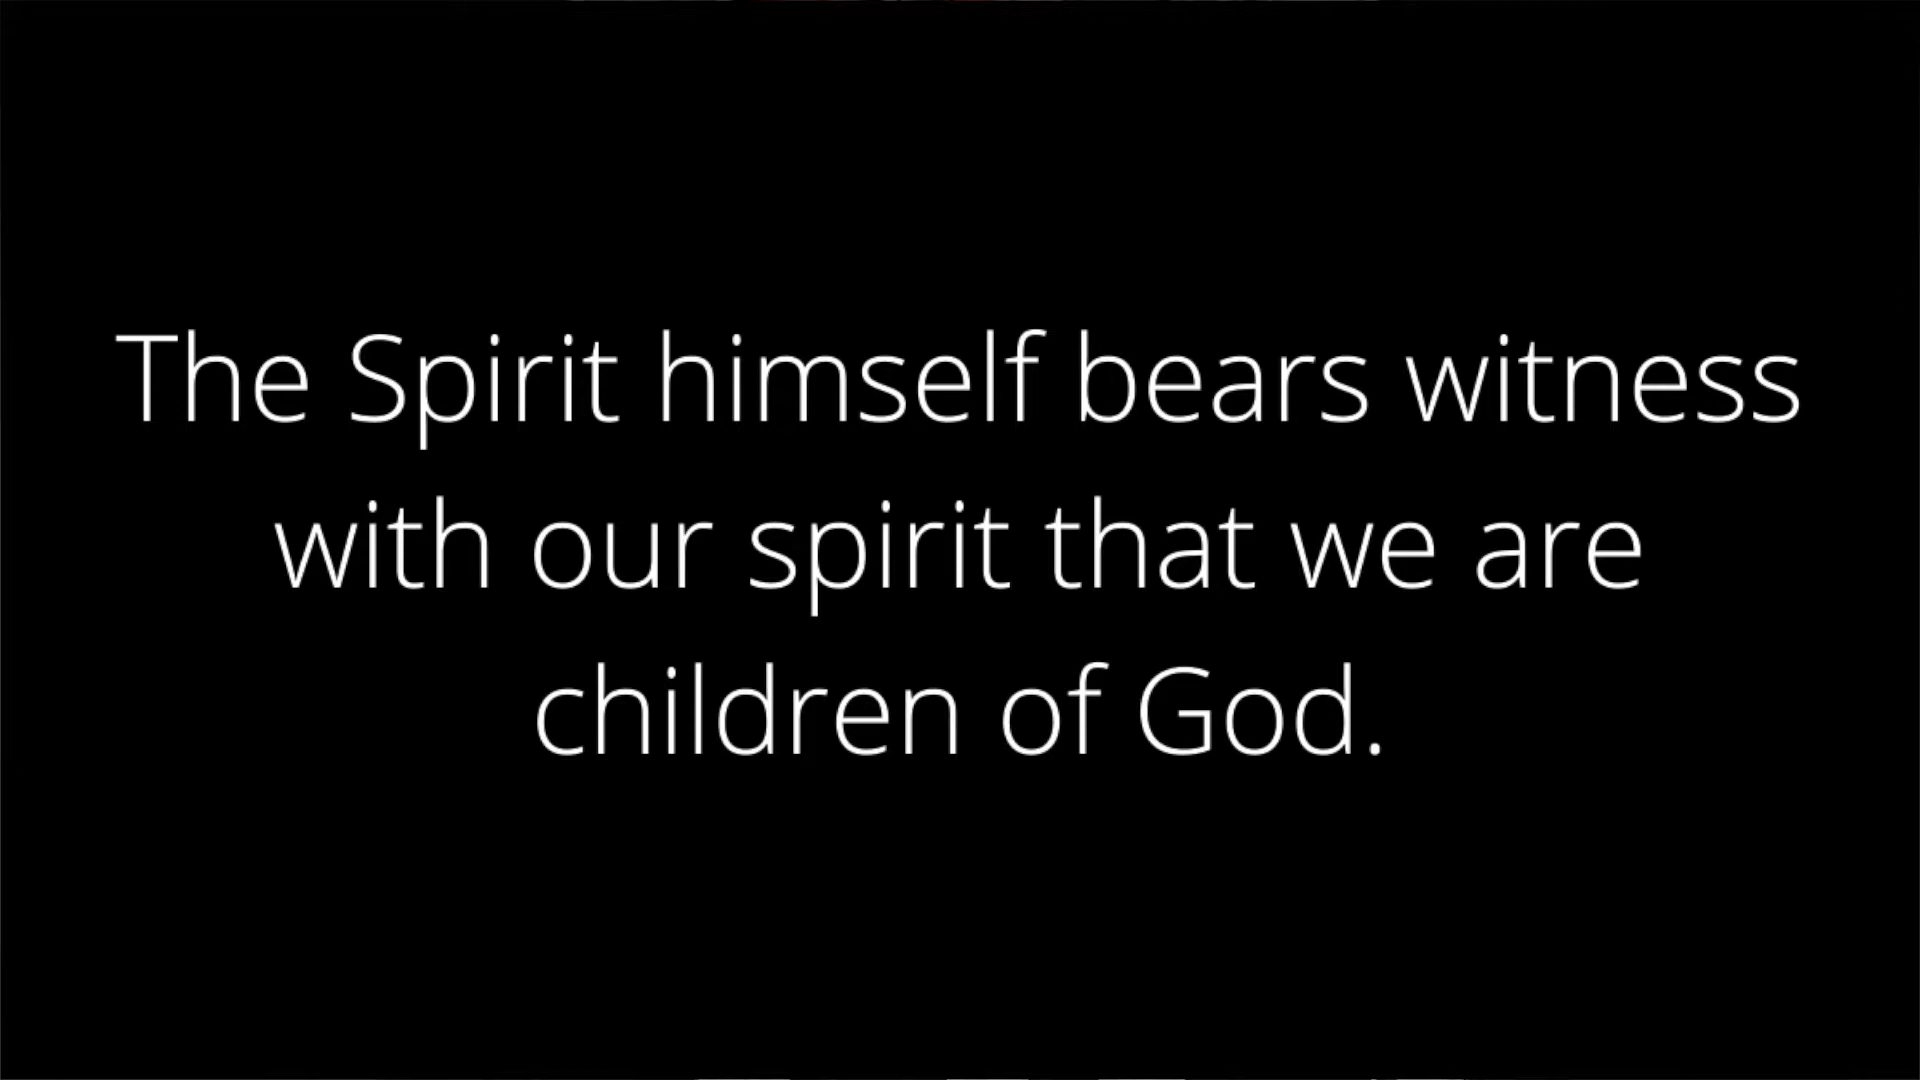 The Spirit himself bears witness
with our spirit that we are
children of God.